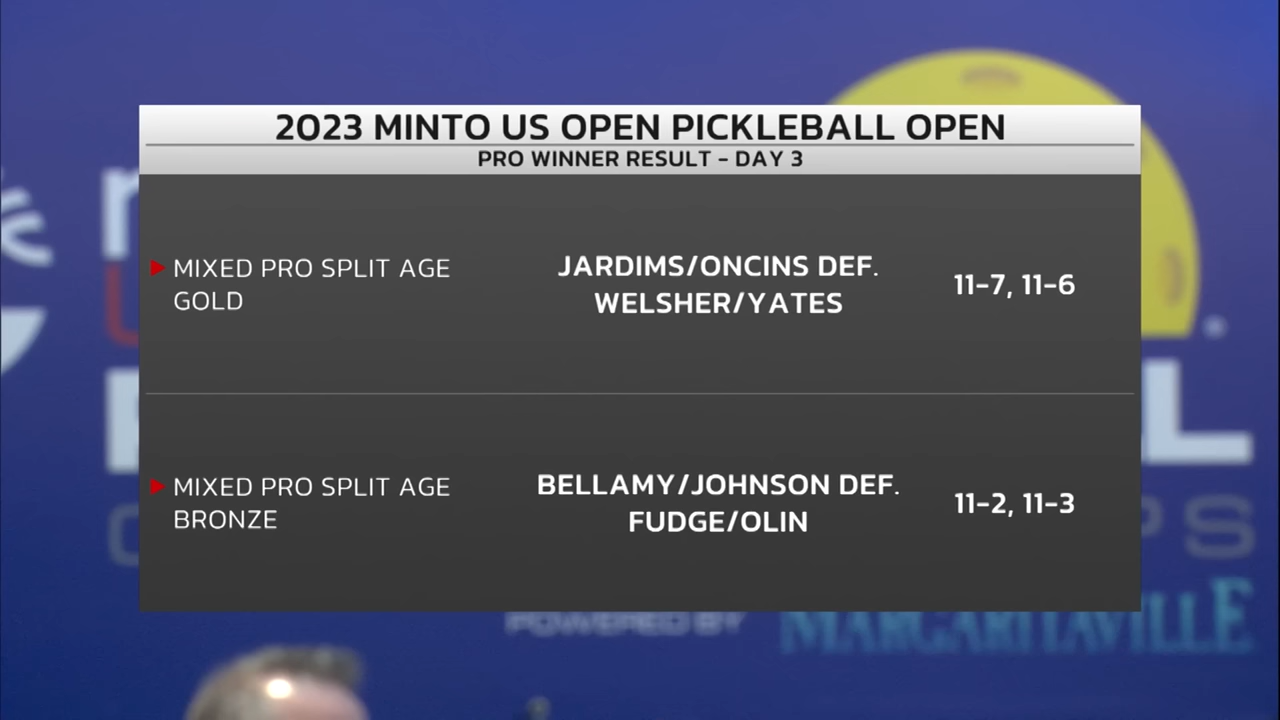 2023 MINTO US OPEN PICKLEBALL OPEN
PRO WINNER RESULT - DAY 3
MIXED PRO SPLIT AGE
GOLD
JARDIMS/ONCINS DEF.
WELSHER/YATES
11-7, 11-6
MIXED PRO SPLIT AGE
BRONZE
BELLAMY/JOHNSON DEF.
FUDGE/OLIN
11-2, 11-3
POWERED BY
MARGARITAVILLE